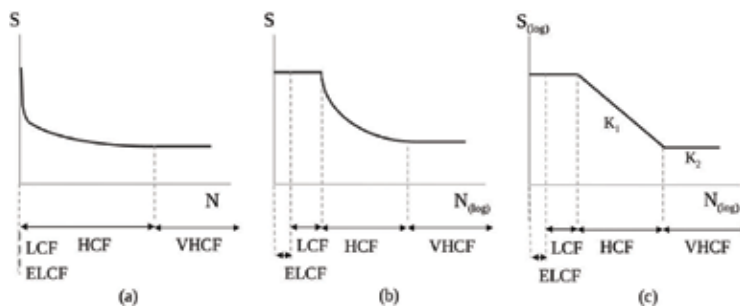 S
N
LCF HCF VHCF
ELCF
(a)
S
N(log)
LCF HCF VHCF
ELCF
(b)
S(log)
K1
K2
N(log)
LCF HCF VHCF
ELCF
(c)